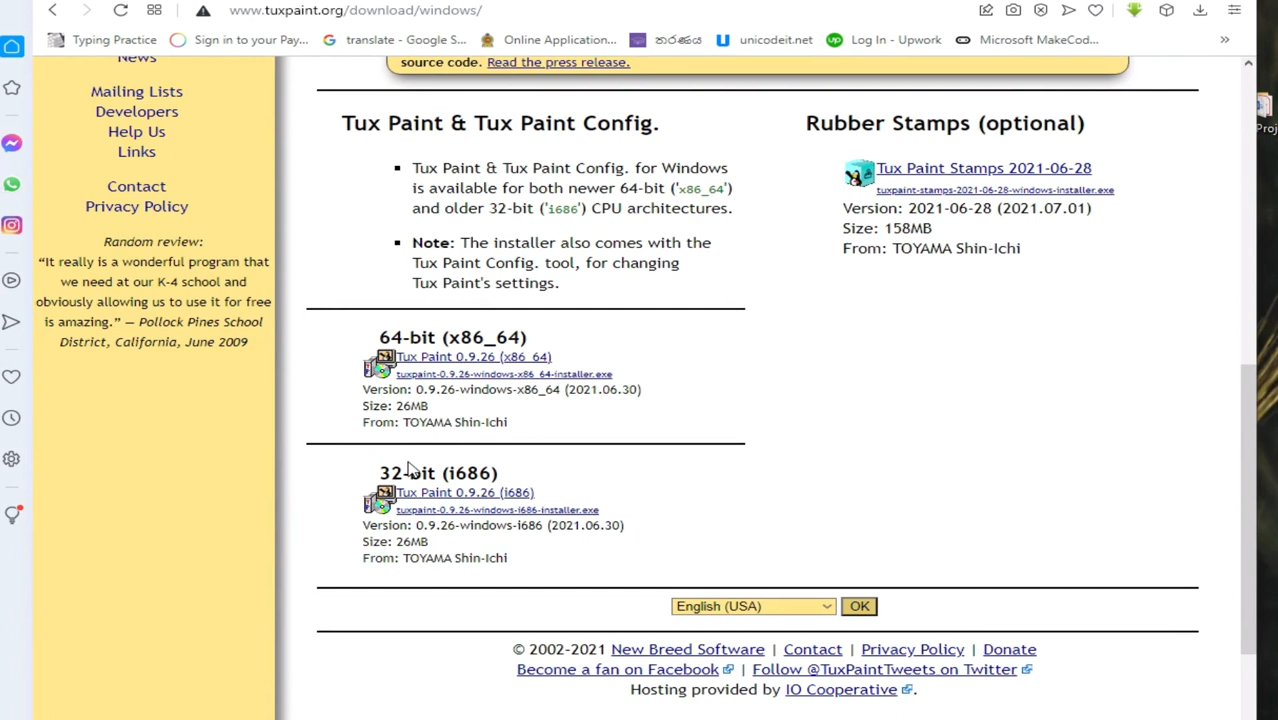 www.tuxpaint.org/download/windows/
Typing Practice
Sign in to your Pay...
translate - Google S...
Online Application...
තරණය
unicodeit.net
Log In - Upwork
Microsoft MakeCod...
»
News
Mailing Lists
Developers
Help Us
Links
Contact
Privacy Policy
Random review:
“It really is a wonderful program that
we need at our K-4 school and
obviously allowing us to use it for free
is amazing.” — Pollock Pines School
District, California, June 2009
source code. Read the press release.
Tux Paint & Tux Paint Config.
▪ Tux Paint & Tux Paint Config. for Windows
is available for both newer 64-bit ('x86_64')
and older 32-bit ('i686') CPU architectures.
▪ Note: The installer also comes with the
Tux Paint Config. tool, for changing
Tux Paint's settings.
64-bit (x86_64)
Tux Paint 0.9.26 (x86_64)
tuxpaint-0.9.26-windows-x86_64-installer.exe
Version: 0.9.26-windows-x86_64 (2021.06.30)
Size: 26MB
From: TOYAMA Shin-Ichi
32-bit (i686)
Tux Paint 0.9.26 (i686)
tuxpaint-0.9.26-windows-i686-installer.exe
Version: 0.9.26-windows-i686 (2021.06.30)
Size: 26MB
From: TOYAMA Shin-Ichi
Rubber Stamps (optional)
Tux Paint Stamps 2021-06-28
tuxpaint-stamps-2021-06-28-windows-installer.exe
Version: 2021-06-28 (2021.07.01)
Size: 158MB
From: TOYAMA Shin-Ichi
English (USA) OK
© 2002-2021 New Breed Software | Contact | Privacy Policy | Donate
Become a fan on Facebook | Follow @TuxPaintTweets on Twitter
Hosting provided by IO Cooperative.
Proj